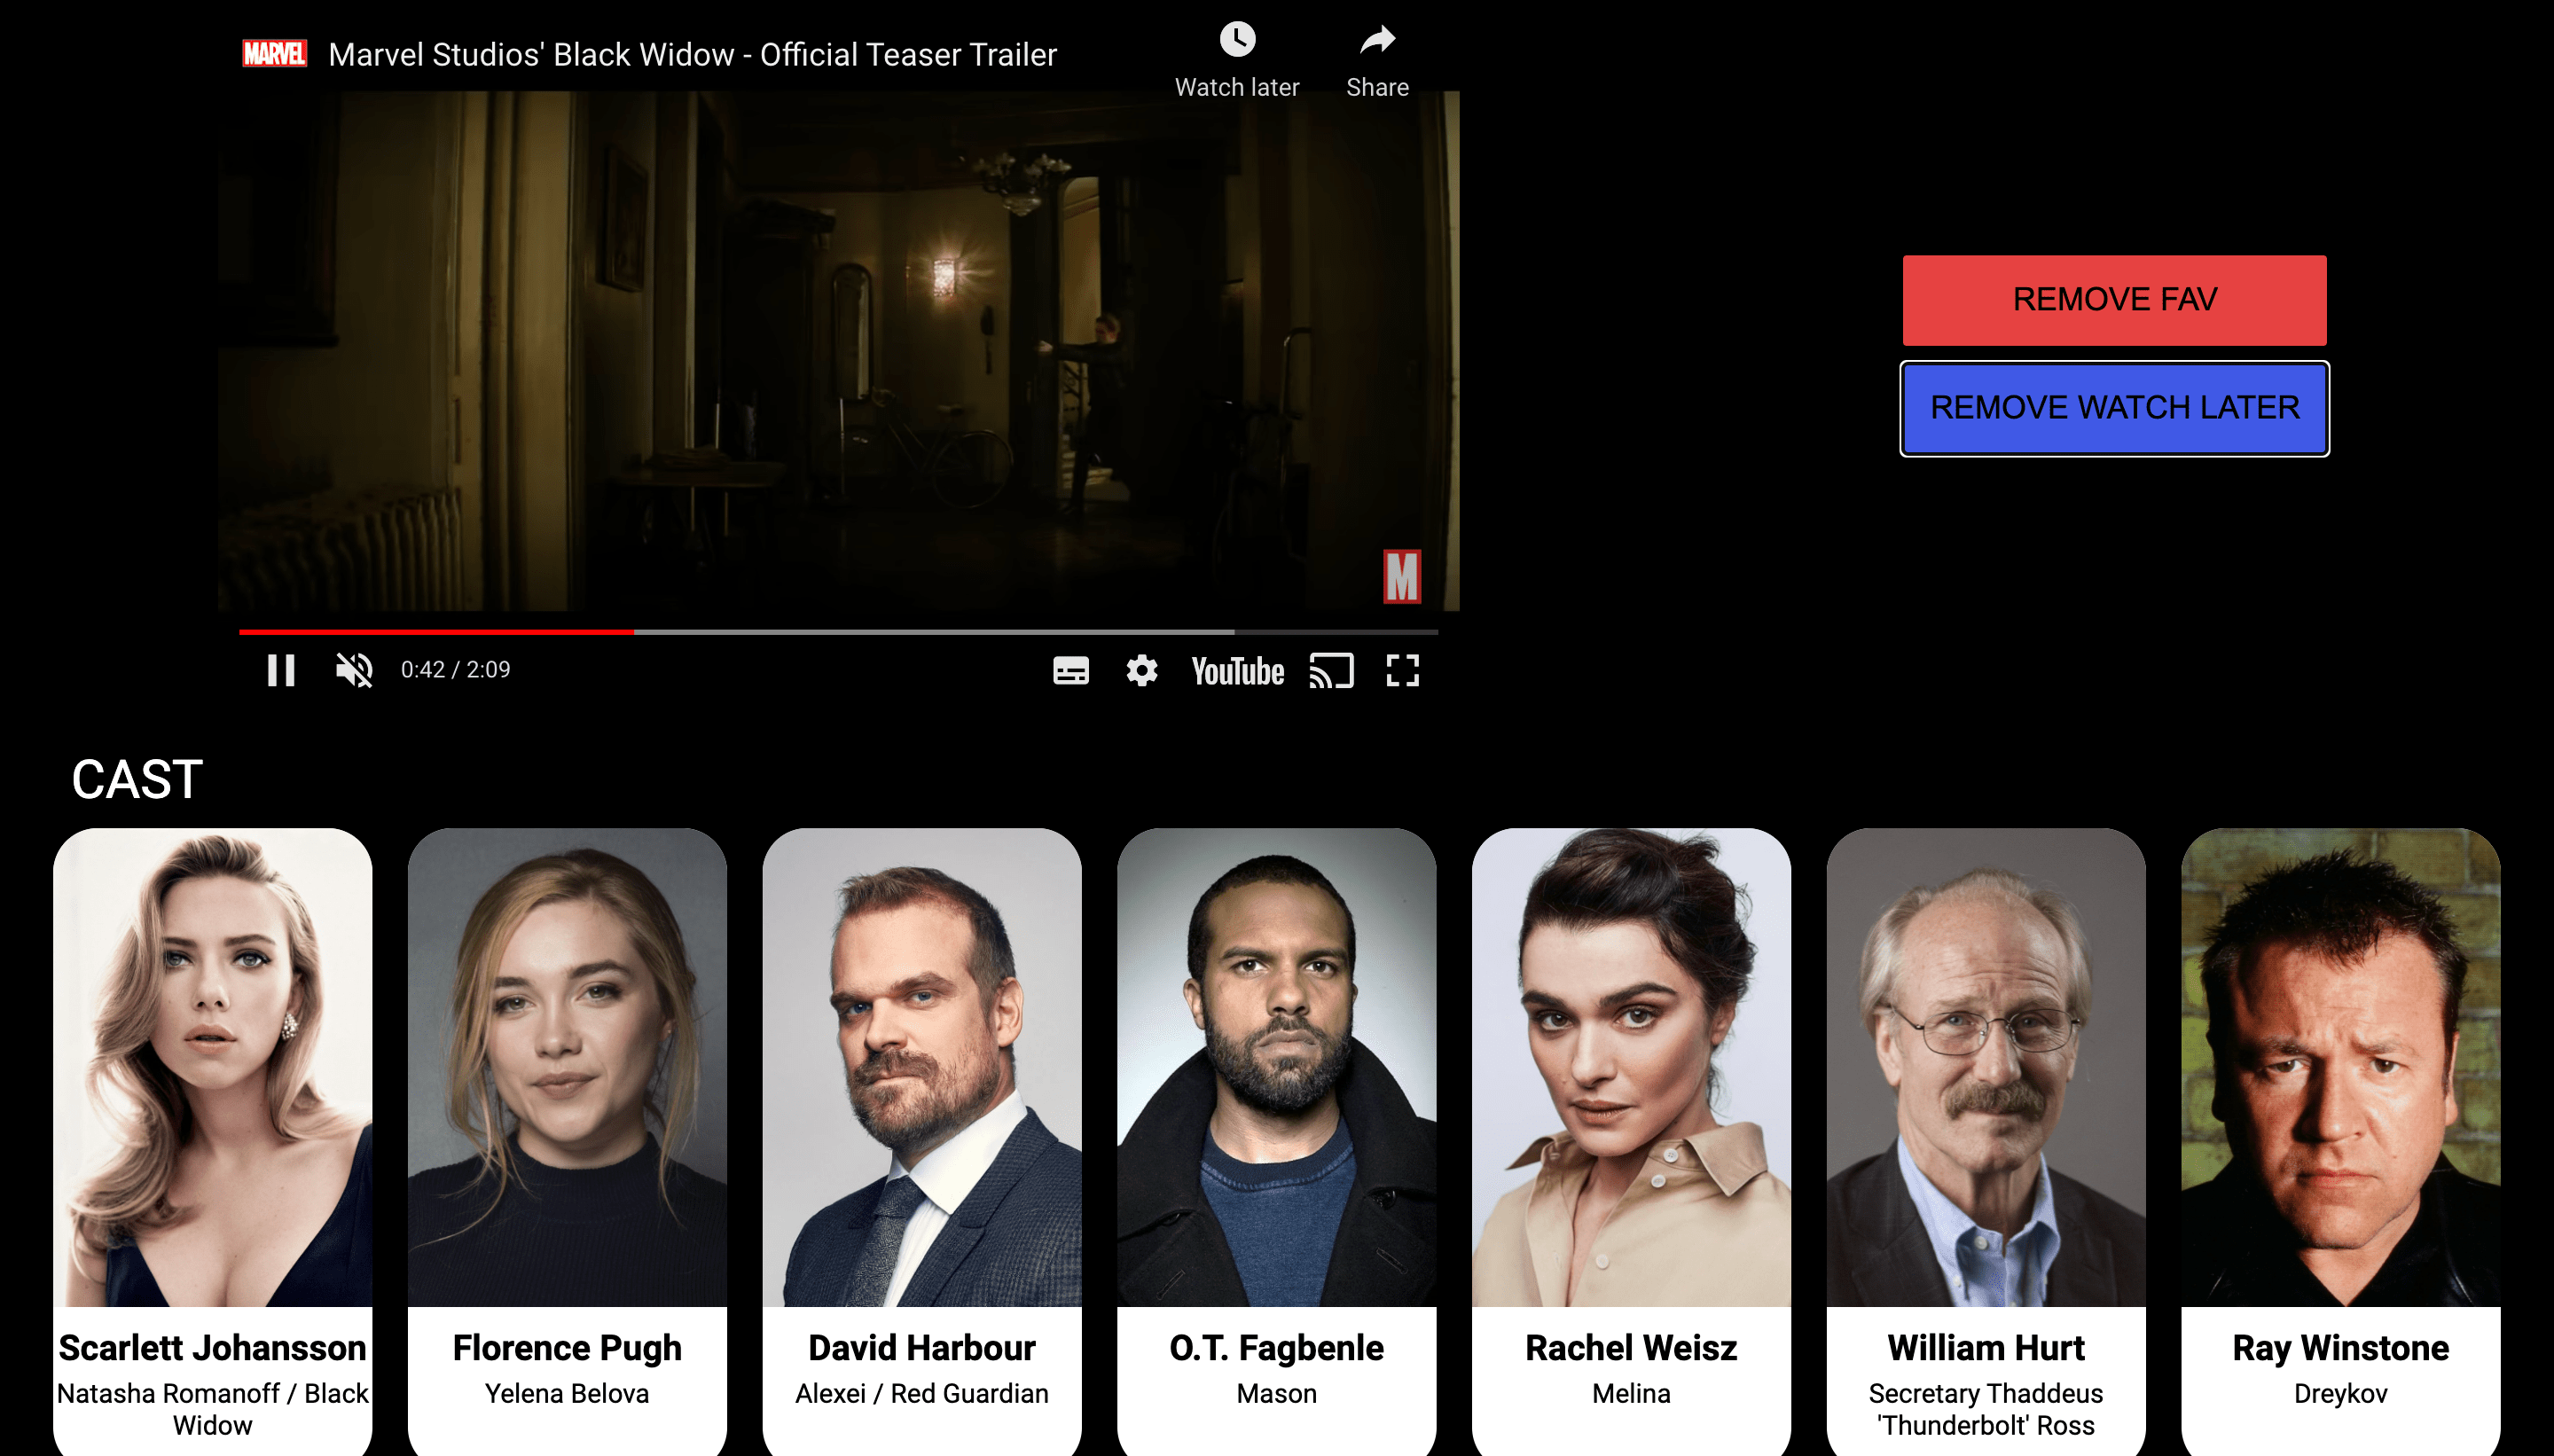 MARVEL
Marvel Studios' Black Widow - Official Teaser Trailer
Watch later
Share
REMOVE FAV
REMOVE WATCH LATER
M
0:42 / 2:09
YouTube
CAST
Scarlett Johansson
Natasha Romanoff / Black
Widow
Florence Pugh
Yelena Belova
David Harbour
Alexei / Red Guardian
O.T. Fagbenle
Mason
Rachel Weisz
Melina
William Hurt
Secretary Thaddeus
'Thunderbolt' Ross
Ray Winstone
Dreykov